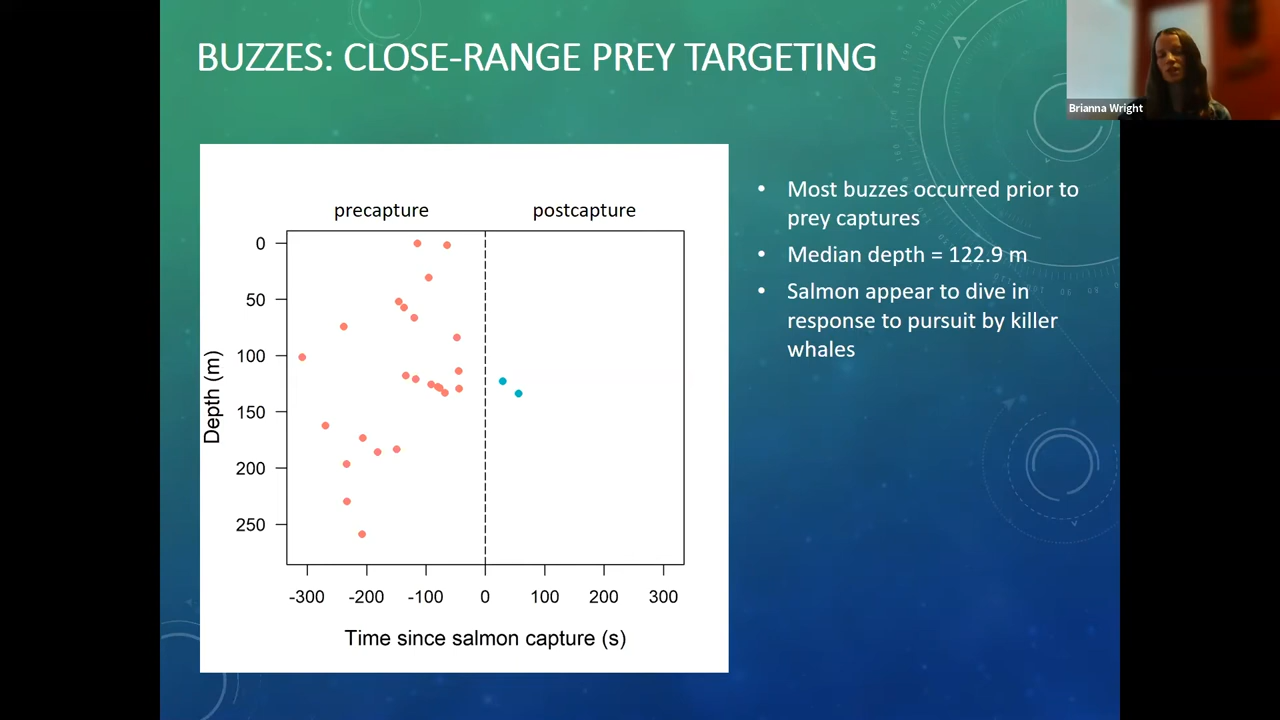 BUZZES: CLOSE-RANGE PREY TARGETING
Brianna Wright
precapture
postcapture
0
50
100
150
200
250
Depth (m)
-300
-200
-100
0
100
200
300
Time since salmon capture (s)
• Most buzzes occurred prior to
prey captures
• Median depth = 122.9 m
• Salmon appear to dive in
response to pursuit by killer
whales